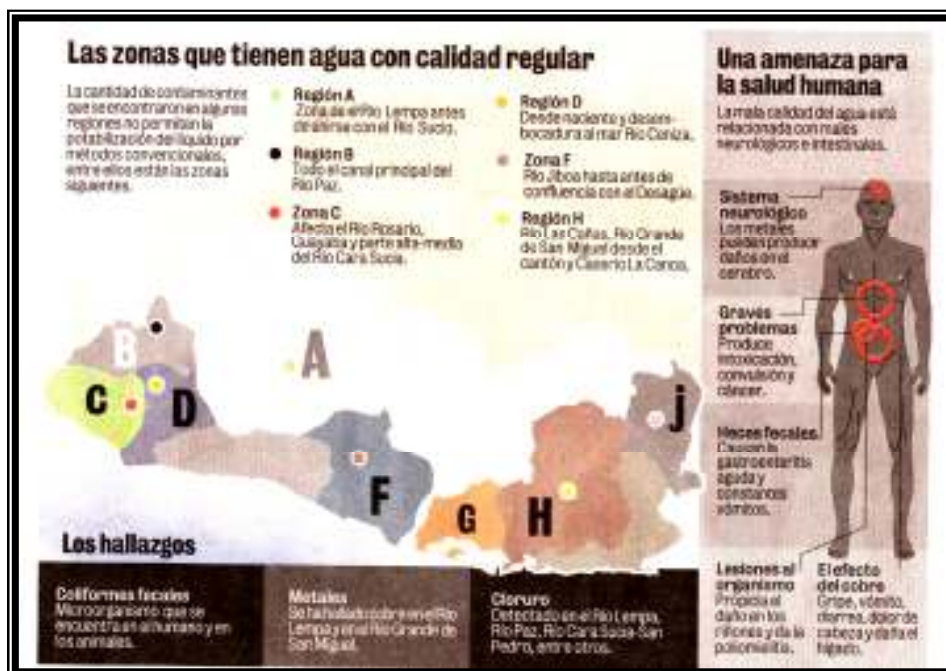 Las zonas que tienen agua con calidad regular
La cantidad de contaminantes
que se encontraron en algunas
regiones no permiten la
potabilización del líquido por
métodos convencionales,
entre ellos están las zonas
siguientes.
Región A
Zona de el Río Lempa antes
de unirse con el Río Sucio.
Región B
Todo el canal principal del
Río Paz.
Zona C
Afecta el Río Rosario,
Guayaba y parte alta-media
del Río Cara Sucia.
Región D
Desde naciente y desem-
bocadura al mar Río Ceniza.
Zona F
Río Jiboa hasta antes de
confluencia con el Desagüe.
Región H
Río Las Cañas, Río Grande
de San Miguel desde el
cantón y Caserío La Canoa.
B
A
C
D
F
G
H
J
Los hallazgos
Coliformes fecales
Microorganismo que se
encuentra en el humano y en
los animales.
Metales
Se ha hallado cobre en el Río
Lempa y en el Río Grande de
San Miguel.
Cloruro
Detectado en el Río Lempa,
Río Paz, Río Cara Sucia-San
Pedro, entre otros.
Una amenaza para
la salud humana
La mala calidad del agua está
relacionada con males
neurológicos e intestinales.
Sistema
neurológico
Los metales
pueden producir
daños en el
cerebro.
Graves
problemas
Produce
intoxicación,
convulsión y
cáncer.
Heces fecales
Causan la
gastroenteritis
aguda y
constantes
vómitos.
Lesiones al
organismo
Propicia el
daño en los
riñones y da la
poliomielitis.
El efecto
del cobre
Gripe, vómito,
diarrea, dolor de
cabeza y daña el
hígado.